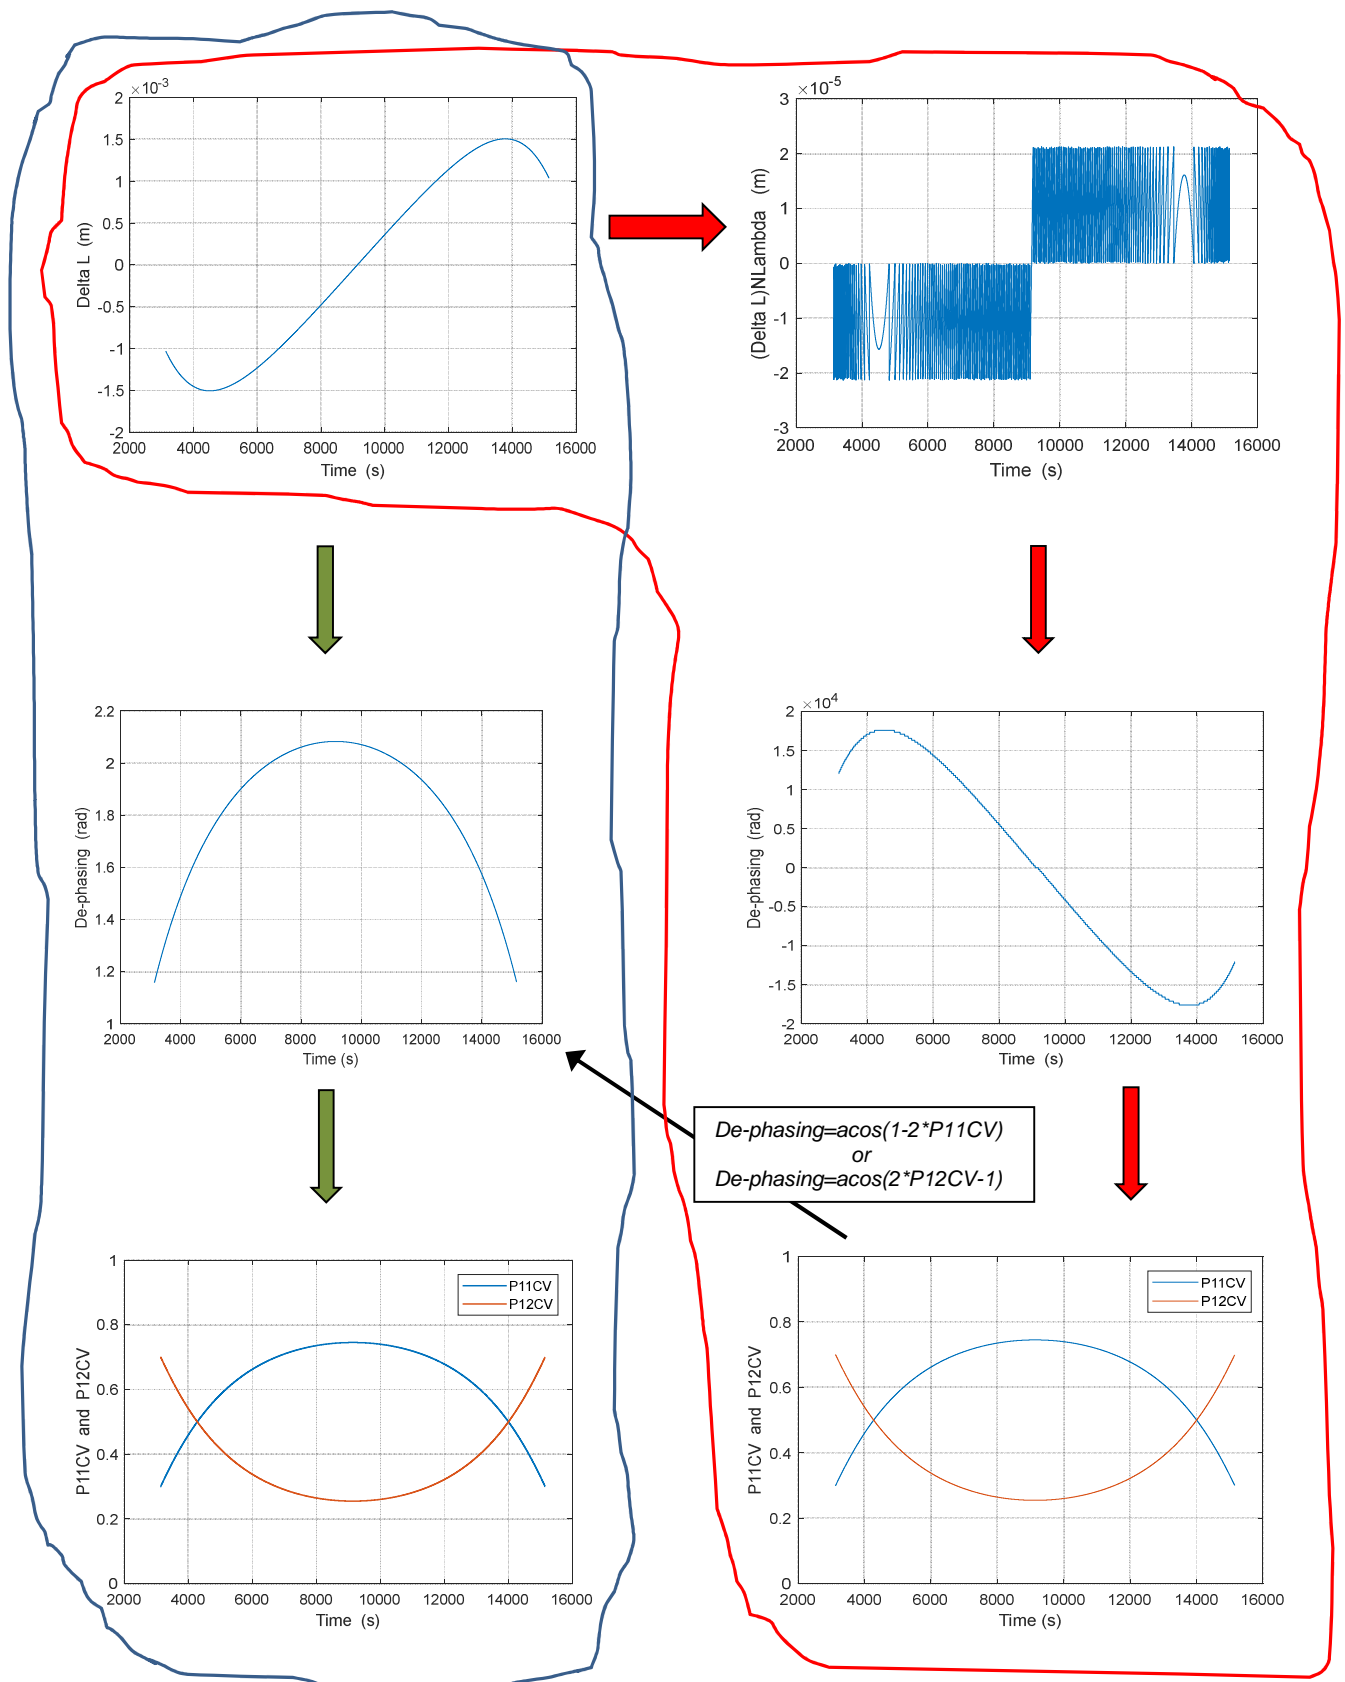 ×10^-3
2
1.5
1
0.5
0
-0.5
-1
-1.5
-2
Delta L (m)
2000 4000 6000 8000 10000 12000 14000 16000
Time (s)
×10^-5
3
2
1
0
-1
-2
-3
(Delta L)NLambda (m)
2000 4000 6000 8000 10000 12000 14000 16000
Time (s)
2.2
2
1.8
1.6
1.4
1.2
1
De-phasing (rad)
2000 4000 6000 8000 10000 12000 14000 16000
Time (s)
×10^4
2
1.5
1
0.5
0
-0.5
-1
-1.5
-2
De-phasing (rad)
2000 4000 6000 8000 10000 12000 14000 16000
Time (s)
De-phasing=acos(1-2*P11CV)
or
De-phasing=acos(2*P12CV-1)
1
0.8
0.6
0.4
0.2
0
P11CV and P12CV
P11CV
P12CV
2000 4000 6000 8000 10000 12000 14000 16000
Time (s)
1
0.8
0.6
0.4
0.2
0
P11CV and P12CV
P11CV
P12CV
2000 4000 6000 8000 10000 12000 14000 16000
Time (s)